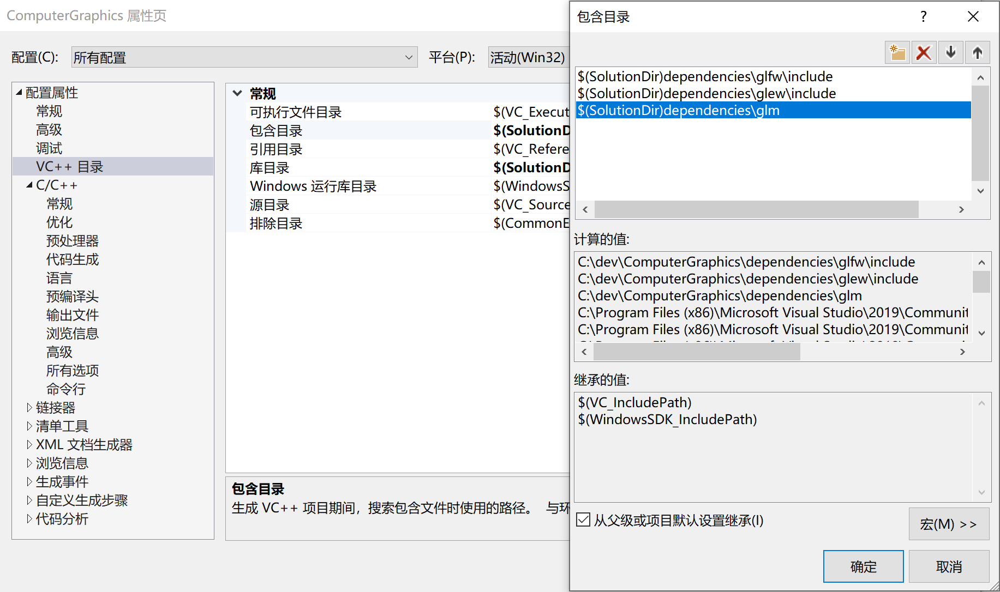 ComputerGraphics 属性页
配置(C):
所有配置
平台(P):
活动(Win32)
配置属性
常规
高级
调试
VC++ 目录
C/C++
常规
优化
预处理器
代码生成
语言
预编译头
输出文件
浏览信息
高级
所有选项
命令行
链接器
清单工具
XML 文档生成器
浏览信息
生成事件
自定义生成步骤
代码分析
常规
可执行文件目录 $(VC_Execut
包含目录 $(SolutionD
引用目录 $(VC_Refere
库目录 $(SolutionD
Windows 运行库目录 $(WindowsS
源目录 $(VC_Source
排除目录 $(CommonE
包含目录
生成 VC++ 项目期间，搜索包含文件时使用的路径。 与环
包含目录
?
$(SolutionDir)dependencies\glfw\include
$(SolutionDir)dependencies\glew\include
$(SolutionDir)dependencies\glm
计算的值:
C:\dev\ComputerGraphics\dependencies\glfw\include
C:\dev\ComputerGraphics\dependencies\glew\include
C:\dev\ComputerGraphics\dependencies\glm
C:\Program Files (x86)\Microsoft Visual Studio\2019\Communit
C:\Program Files (x86)\Microsoft Visual Studio\2019\Communit
继承的值:
$(VC_IncludePath)
$(WindowsSDK_IncludePath)
从父级或项目默认设置继承(I)
宏(M) >>
确定
取消